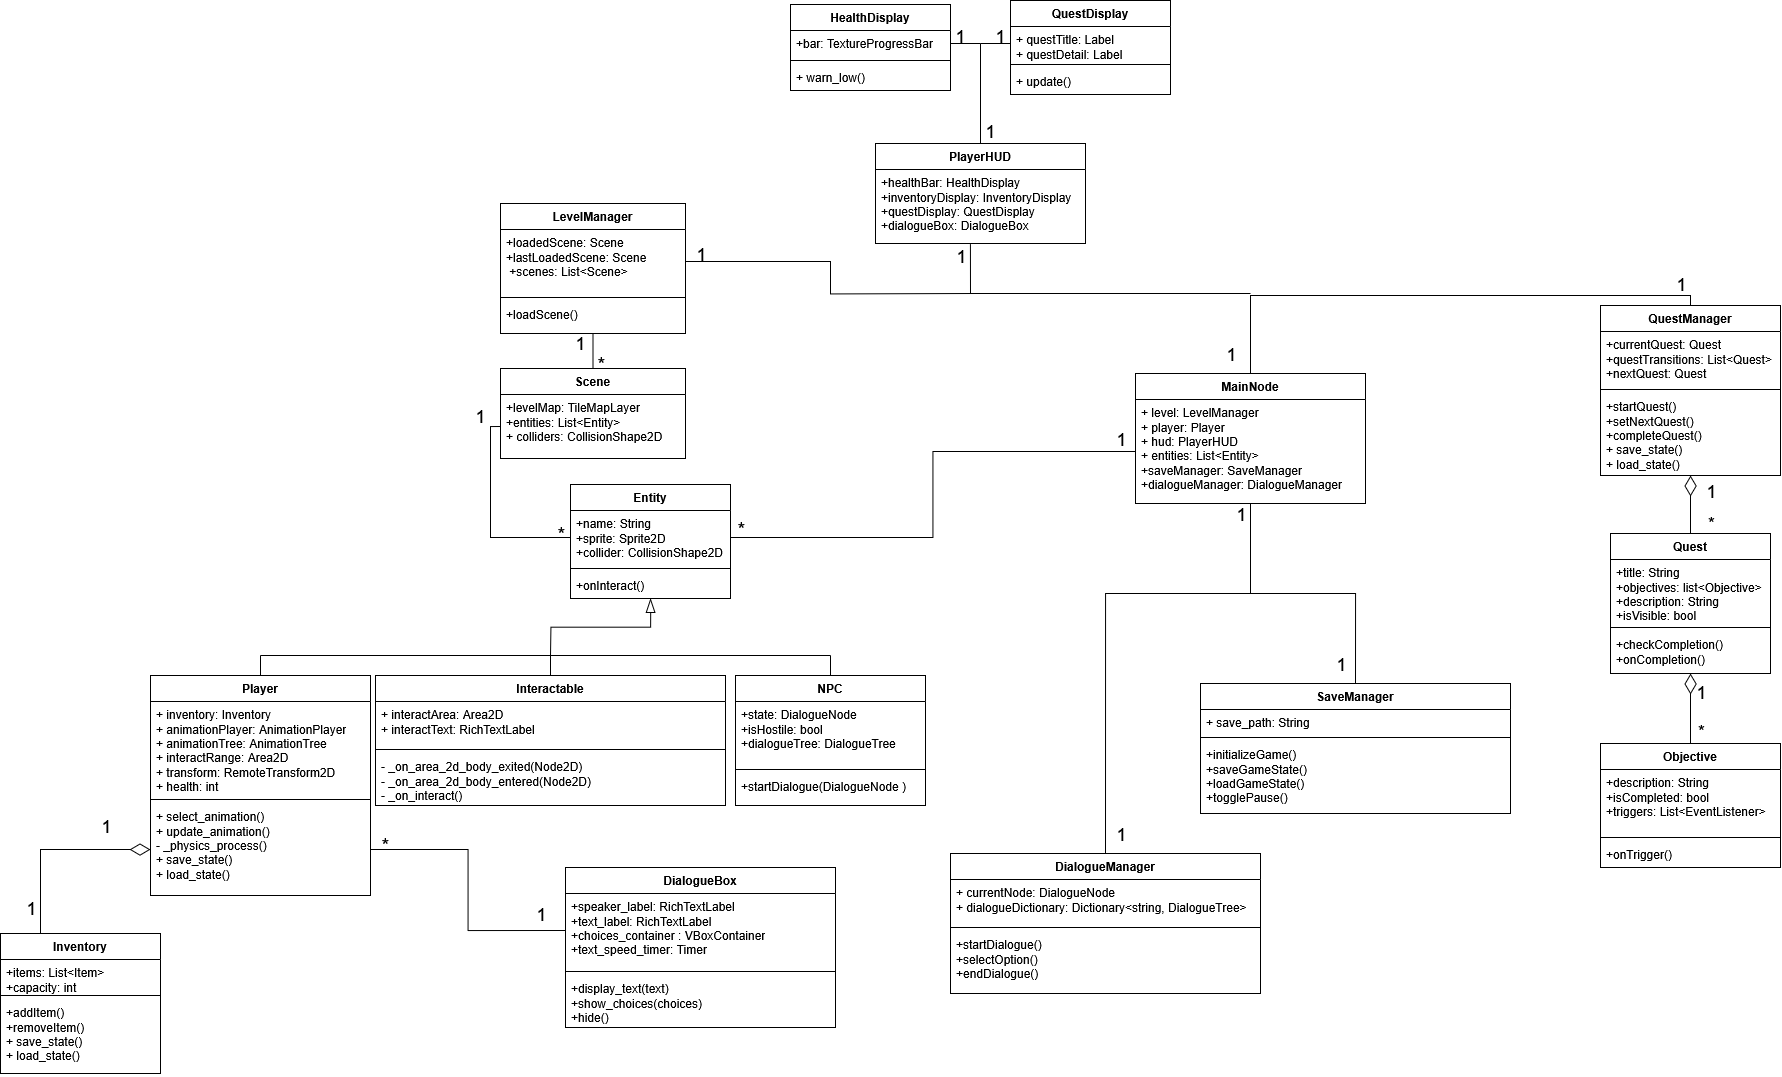 HealthDisplay
+bar: TextureProgressBar
+ warn_low()
1
1
QuestDisplay
+ questTitle: Label
+ questDetail: Label
+ update()
1
PlayerHUD
+healthBar: HealthDisplay
+inventoryDisplay: InventoryDisplay
+questDisplay: QuestDisplay
+dialogueBox: DialogueBox
1
LevelManager
+loadedScene: Scene
+lastLoadedScene: Scene
+scenes: List<Scene>
+loadScene()
1
1
*
Scene
+levelMap: TileMapLayer
+entities: List<Entity>
+ colliders: CollisionShape2D
1
*
Entity
+name: String
+sprite: Sprite2D
+collider: CollisionShape2D
+onInteract()
*
1
1
MainNode
+ level: LevelManager
+ player: Player
+ hud: PlayerHUD
+ entities: List<Entity>
+saveManager: SaveManager
+dialogueManager: DialogueManager
1
1
QuestManager
+currentQuest: Quest
+questTransitions: List<Quest>
+nextQuest: Quest
+startQuest()
+setNextQuest()
+completeQuest()
+ save_state()
+ load_state()
1
*
Quest
+title: String
+objectives: list<Objective>
+description: String
+isVisible: bool
+checkCompletion()
+onCompletion()
1
*
Objective
+description: String
+isCompleted: bool
+triggers: List<EventListener>
+onTrigger()
Player
+ inventory: Inventory
+ animationPlayer: AnimationPlayer
+ animationTree: AnimationTree
+ interactRange: Area2D
+ transform: RemoteTransform2D
+ health: int
+ select_animation()
+ update_animation()
- _physics_process()
+ save_state()
+ load_state()
Interactable
+ interactArea: Area2D
+ interactText: RichTextLabel
- _on_area_2d_body_exited(Node2D)
- _on_area_2d_body_entered(Node2D)
- _on_interact()
NPC
+state: DialogueNode
+isHostile: bool
+dialogueTree: DialogueTree
+startDialogue(DialogueNode )
1
SaveManager
+ save_path: String
+initializeGame()
+saveGameState()
+loadGameState()
+togglePause()
1
1
Inventory
+items: List<Item>
+capacity: int
+addItem()
+removeItem()
+ save_state()
+ load_state()
*
1
DialogueBox
+speaker_label: RichTextLabel
+text_label: RichTextLabel
+choices_container : VBoxContainer
+text_speed_timer: Timer
+display_text(text)
+show_choices(choices)
+hide()
1
DialogueManager
+ currentNode: DialogueNode
+ dialogueDictionary: Dictionary<string, DialogueTree>
+startDialogue()
+selectOption()
+endDialogue()